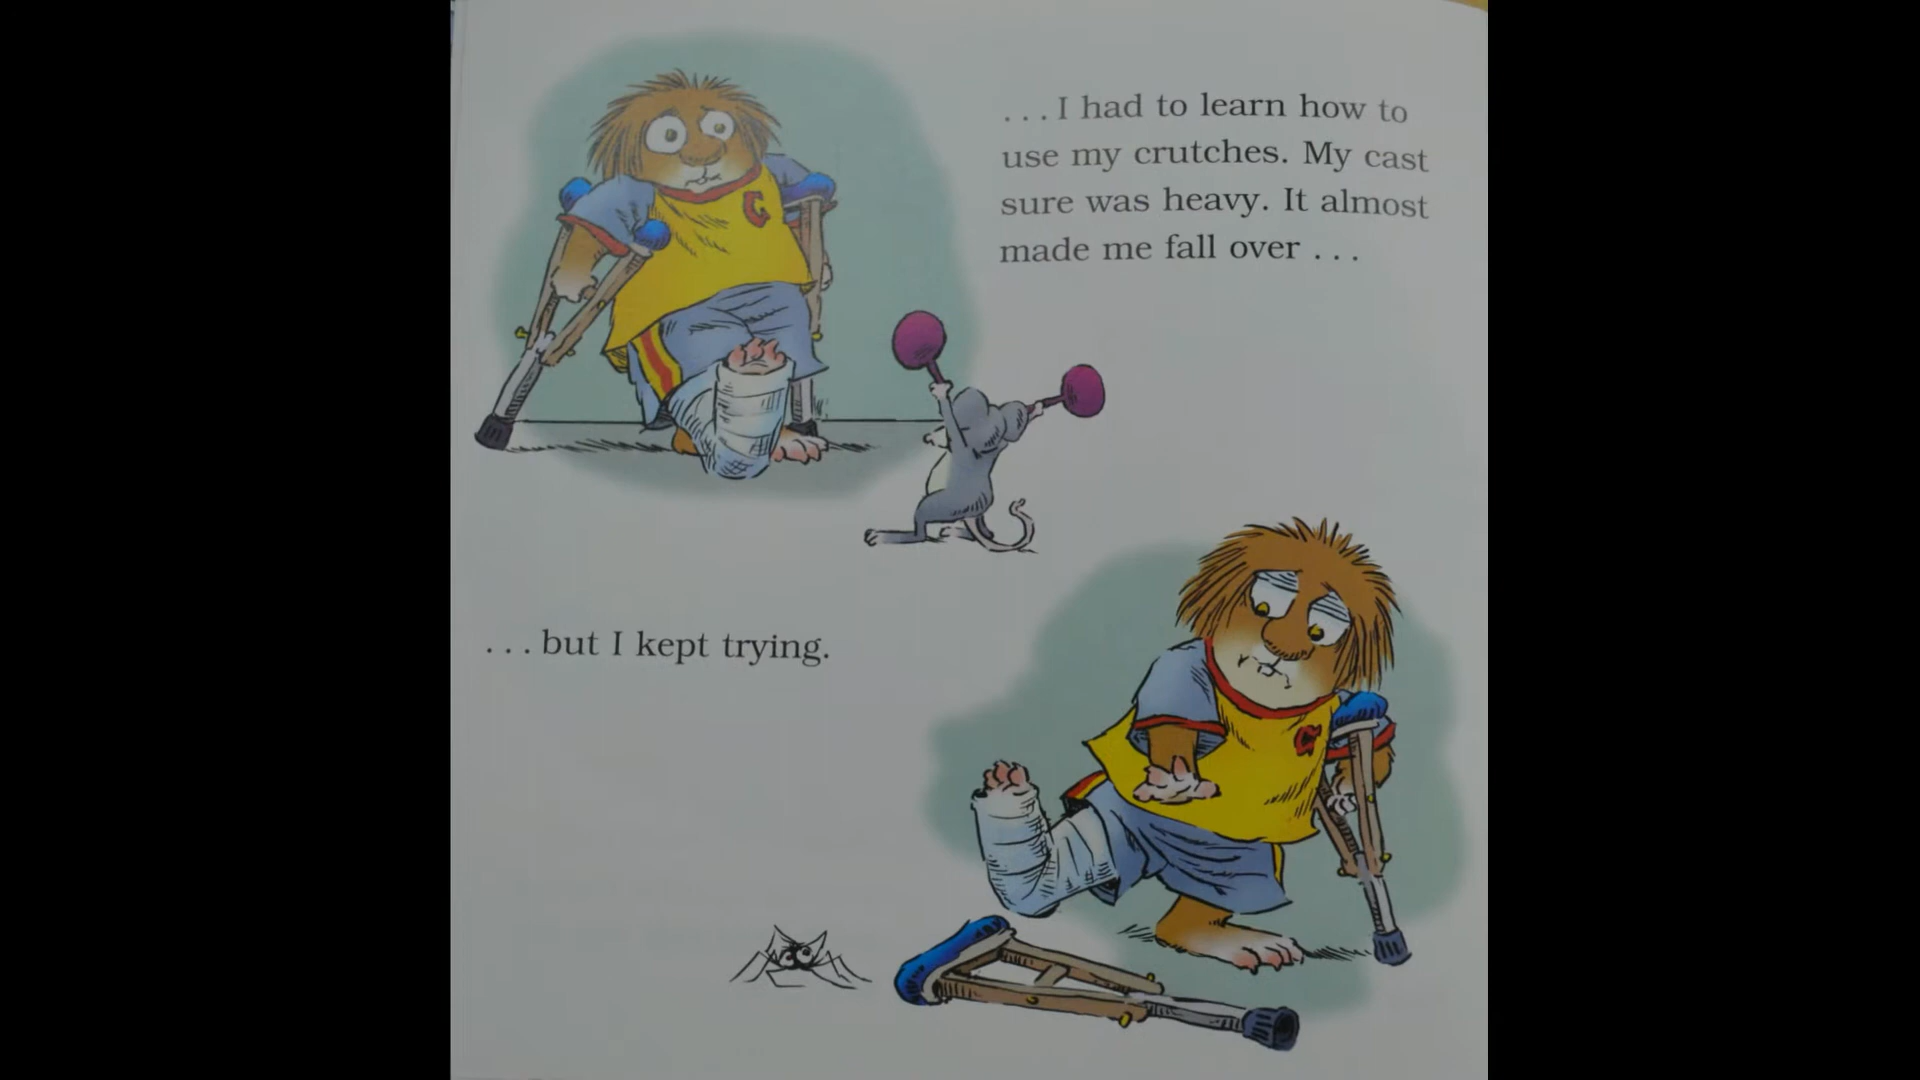 . . . I had to learn how to
use my crutches. My cast
sure was heavy. It almost
made me fall over . . .
. . . but I kept trying.